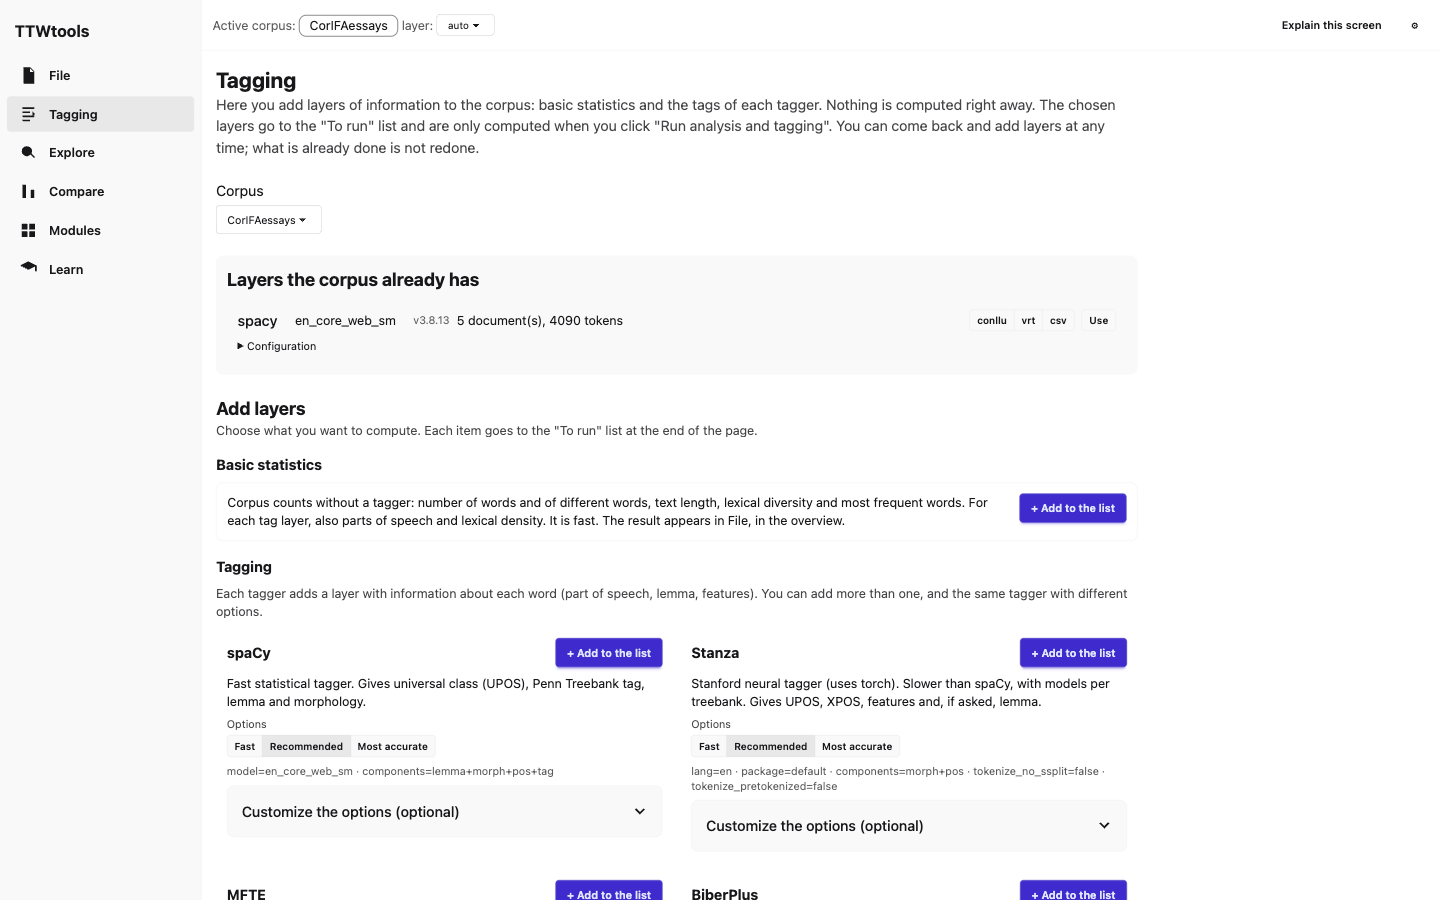 TTWtools
File
Tagging
Explore
Compare
Modules
Learn
Active corpus: CorIFAessays layer: auto
Explain this screen
Tagging
Here you add layers of information to the corpus: basic statistics and the tags of each tagger. Nothing is computed right away. The chosen
layers go to the "To run" list and are only computed when you click "Run analysis and tagging". You can come back and add layers at any
time; what is already done is not redone.
Corpus
CorIFAessays
Layers the corpus already has
spacy en_core_web_sm v3.8.13 5 document(s), 4090 tokens conllu vrt csv Use
Configuration
Add layers
Choose what you want to compute. Each item goes to the "To run" list at the end of the page.
Basic statistics
Corpus counts without a tagger: number of words and of different words, text length, lexical diversity and most frequent words. For
each tag layer, also parts of speech and lexical density. It is fast. The result appears in File, in the overview.
+ Add to the list
Tagging
Each tagger adds a layer with information about each word (part of speech, lemma, features). You can add more than one, and the same tagger with different
options.
spaCy
+ Add to the list
Fast statistical tagger. Gives universal class (UPOS), Penn Treebank tag,
lemma and morphology.
Options
Fast Recommended Most accurate
model=en_core_web_sm · components=lemma+morph+pos+tag
Customize the options (optional)
Stanza
+ Add to the list
Stanford neural tagger (uses torch). Slower than spaCy, with models per
treebank. Gives UPOS, XPOS, features and, if asked, lemma.
Options
Fast Recommended Most accurate
lang=en · package=default · components=morph+pos · tokenize_no_ssplit=false ·
tokenize_pretokenized=false
Customize the options (optional)
MFTE
+ Add to the list
BiberPlus
+ Add to the list